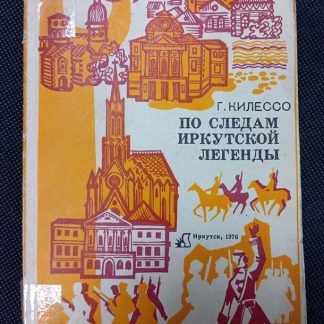 Г. КИЛЕССО
ПО СЛЕДАМ
ИРКУТСКОЙ
ЛЕГЕНДЫ
Иркутск, 1976